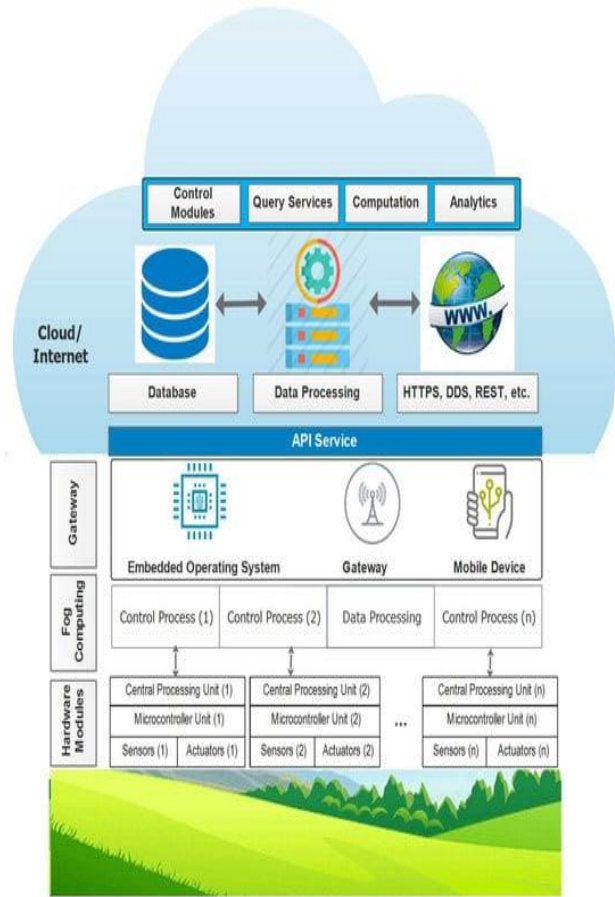 Control
Modules
Query Services
Computation
Analytics
Cloud/
Internet
WWW.
Database
Data Processing
HTTPS, DDS, REST, etc.
API Service
Gateway
Embedded Operating System
Gateway
Mobile Device
Fog
Computing
Control Process (1)
Control Process (2)
Data Processing
Control Process (n)
Hardware
Modules
Central Processing Unit (1)
Microcontroller Unit (1)
Sensors (1)
Actuators (1)
Central Processing Unit (2)
Microcontroller Unit (2)
Sensors (2)
Actuators (2)
...
Central Processing Unit (n)
Microcontroller Unit (n)
Sensors (n)
Actuators (n)